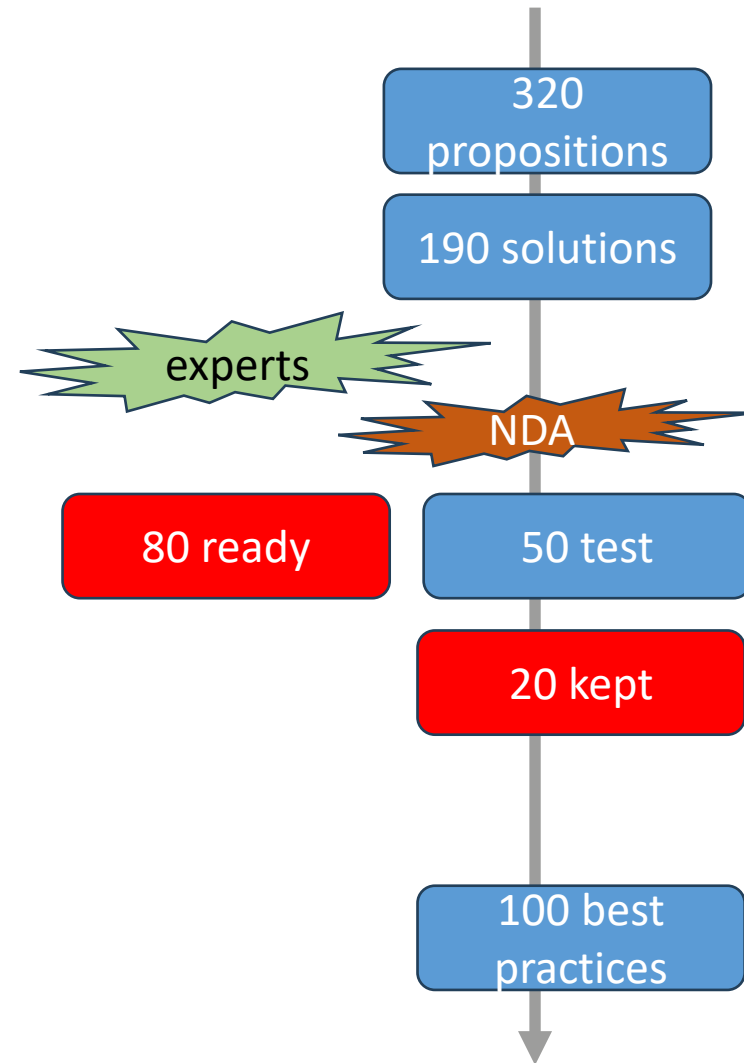 320
propositions
190 solutions
experts
NDA
80 ready
50 test
20 kept
100 best
practices